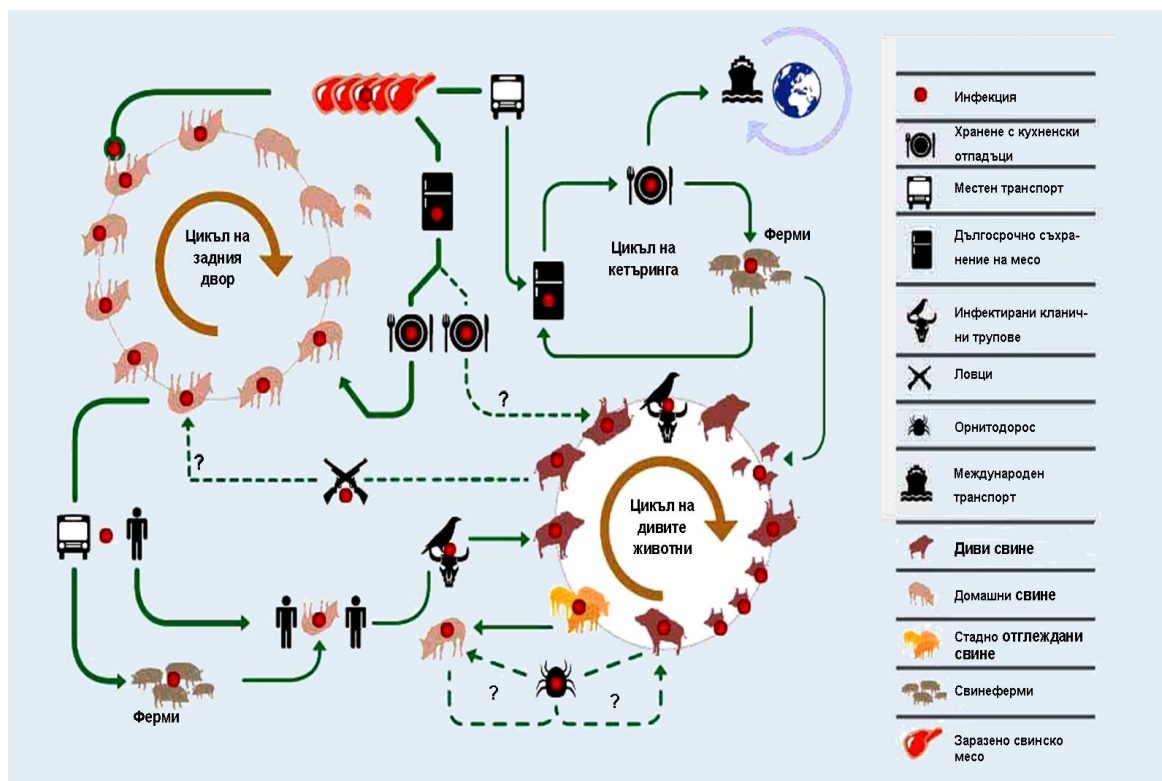 Цикъл на
задния
двор
Цикъл на
кетъринга
Ферми
?
?
Цикъл на
дивите
животни
?
?
Ферми
Инфекция
Хранене с кухненски
отпадъци
Местен транспорт
Дългосрочно съхра-
нение на месо
Инфектирани кланич-
ни трупове
Ловци
Орнитодорос
Международен
транспорт
Диви свине
Домашни свине
Стадно отглеждани
свине
Свинеферми
Заразено свинско
месо